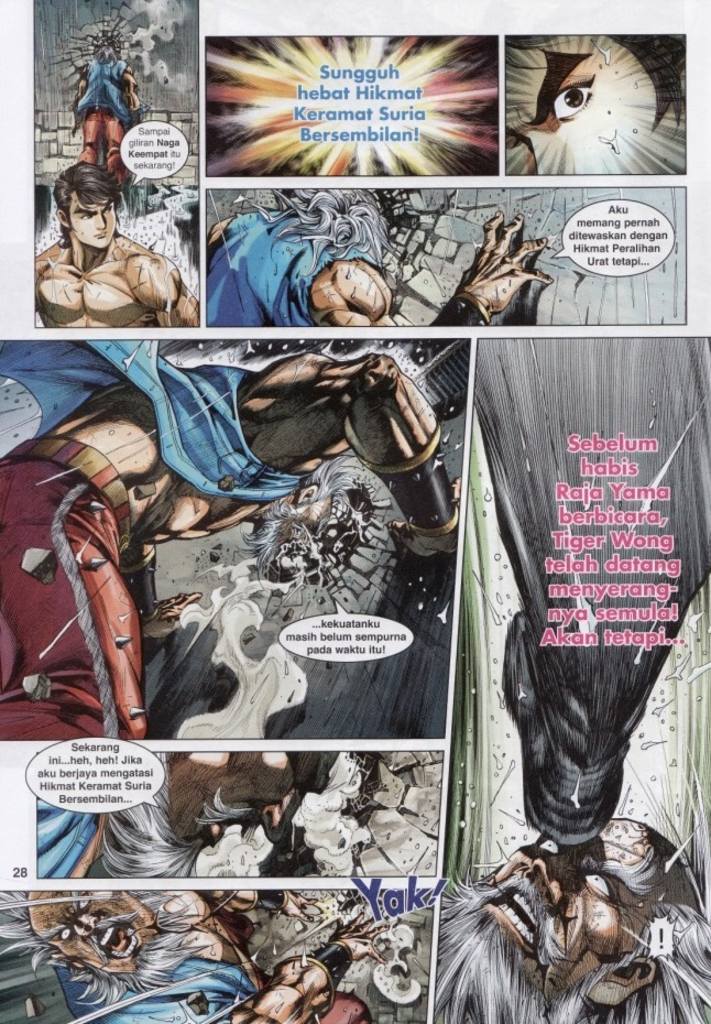 Sampai
giliran Naga
Keempat itu
sekarang!
Sungguh
hebat Hikmat
Keramat Suria
Bersembilan!
Aku
memang pernah
ditewaskan dengan
Hikmat Peralihan
Urat tetapi...
...kekuatanku
masih belum sempurna
pada waktu itu!
Sebelum
habis
Raja Yama
berbicara,
Tiger Wong
telah datang
menyerang-
nya semula!
Akan tetapi...
Sekarang
ini...heh, heh! Jika
aku berjaya mengatasi
Hikmat Keramat Suria
Bersembilan...
28
Yak!
!